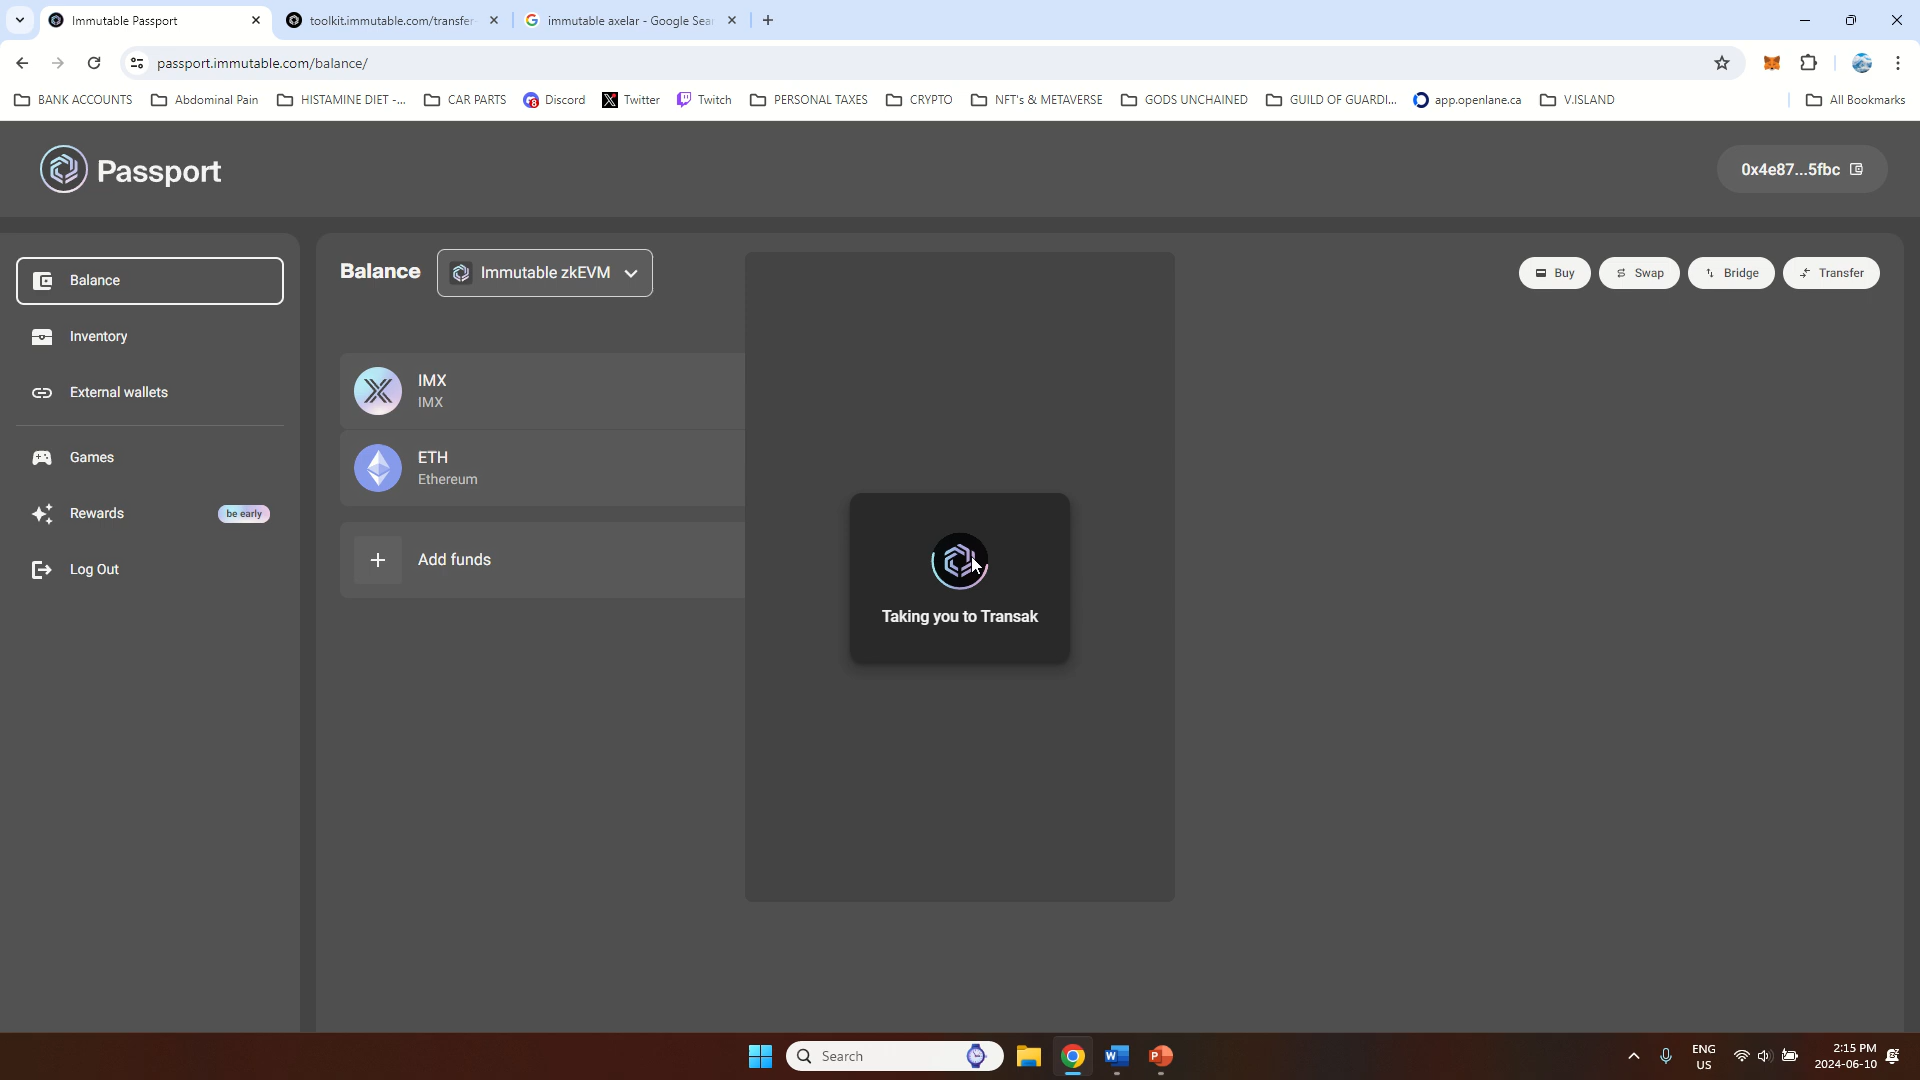 Immutable Passport
toolkit.immutable.com/transfer-
immutable axelar - Google Sea
passport.immutable.com/balance/
BANK ACCOUNTS
Abdominal Pain
HISTAMINE DIET -...
CAR PARTS
Discord
Twitter
Twitch
PERSONAL TAXES
CRYPTO
NFT's & METAVERSE
GODS UNCHAINED
GUILD OF GUARDI...
app.openlane.ca
V.ISLAND
All Bookmarks
Passport
0x4e87...5fbc
Balance
Inventory
External wallets
Games
Rewards
be early
Log Out
Balance
Immutable zkEVM
Buy
Swap
Bridge
Transfer
IMX
IMX
ETH
Ethereum
Add funds
Taking you to Transak
Search
ENG
US
2:15 PM
2024-06-10